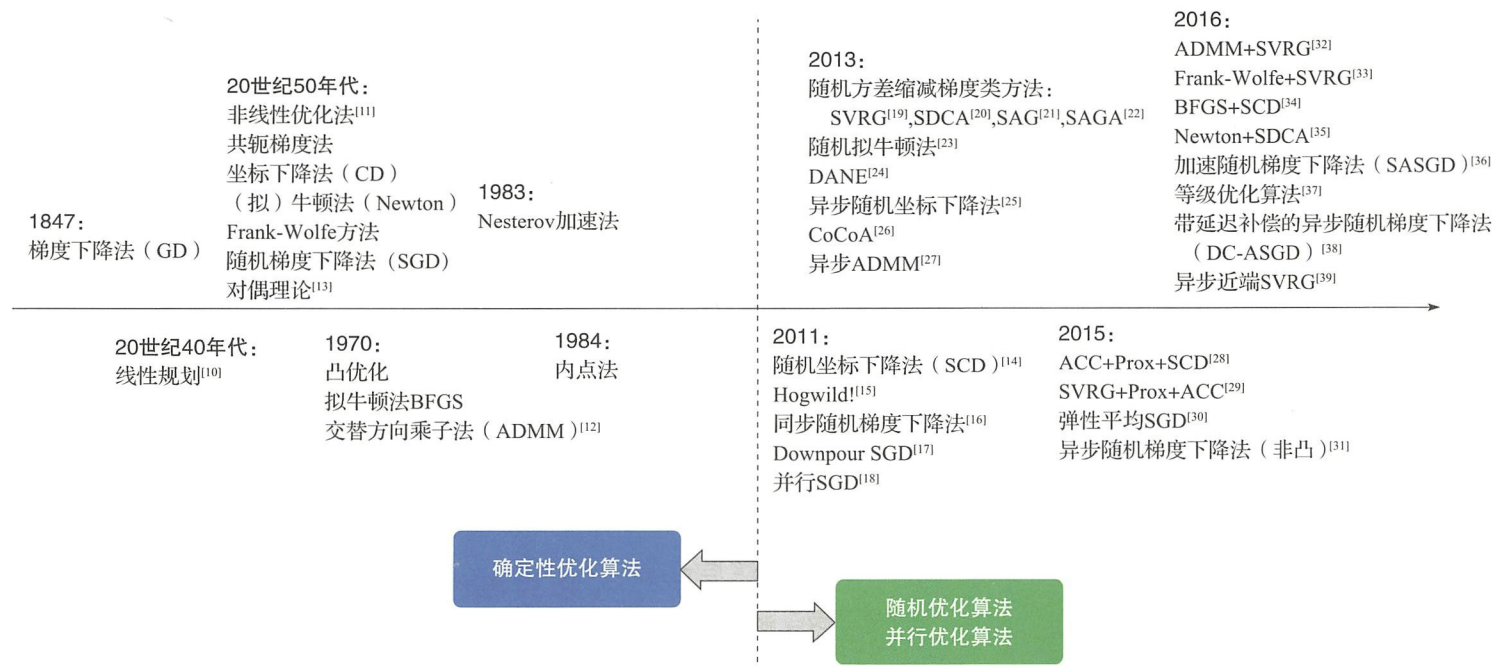 1847：
梯度下降法（GD）
20世纪50年代：
非线性优化法[11]
共轭梯度法
坐标下降法（CD）
（拟）牛顿法（Newton）
Frank-Wolfe方法
随机梯度下降法（SGD）
对偶理论[13]
1983：
Nesterov加速法
2013：
随机方差缩减梯度类方法：
SVRG[19],SDCA[20],SAG[21],SAGA[22]
随机拟牛顿法[23]
DANE[24]
异步随机坐标下降法[25]
CoCoA[26]
异步ADMM[27]
2016：
ADMM+SVRG[32]
Frank-Wolfe+SVRG[33]
BFGS+SCD[34]
Newton+SDCA[35]
加速随机梯度下降法（SASGD）[36]
等级优化算法[37]
带延迟补偿的异步随机梯度下降法
（DC-ASGD）[38]
异步近端SVRG[39]
20世纪40年代：
线性规划[10]
1970：
凸优化
拟牛顿法BFGS
交替方向乘子法（ADMM）[12]
1984：
内点法
2011：
随机坐标下降法（SCD）[14]
Hogwild![15]
同步随机梯度下降法[16]
Downpour SGD[17]
并行SGD[18]
2015：
ACC+Prox+SCD[28]
SVRG+Prox+ACC[29]
弹性平均SGD[30]
异步随机梯度下降法（非凸）[31]
确定性优化算法
随机优化算法
并行优化算法